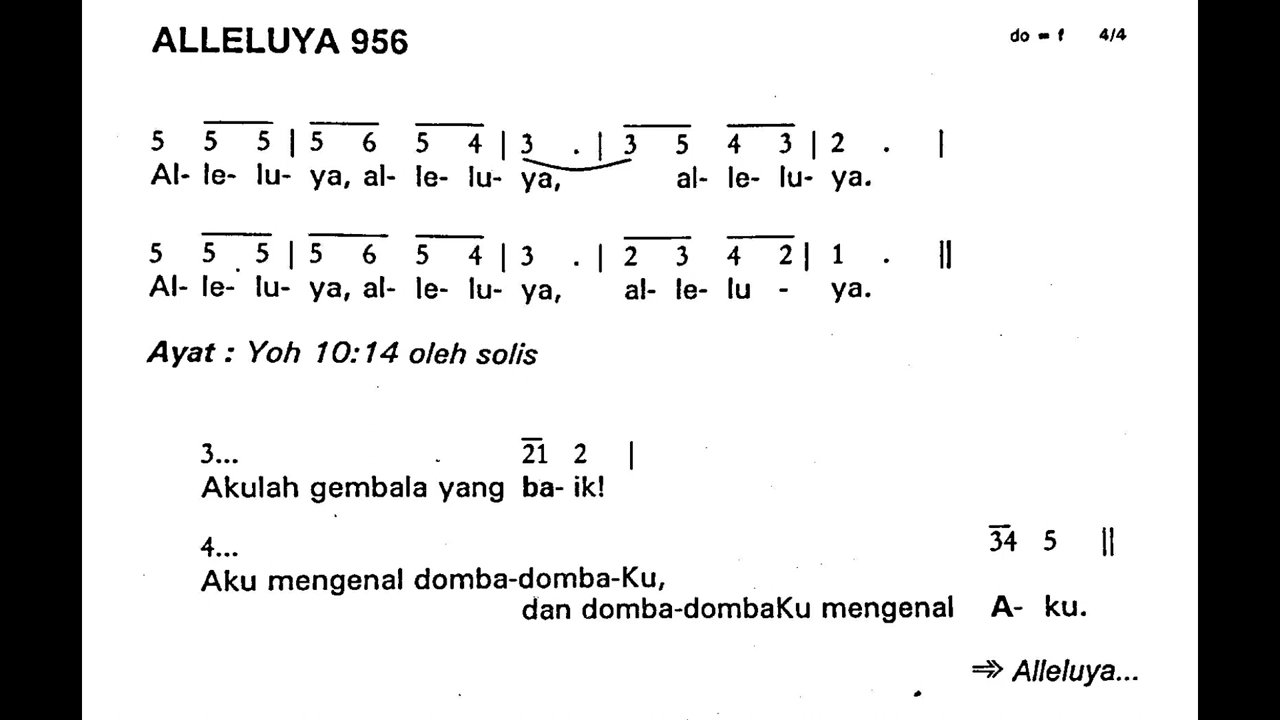 ALLELUYA 956 do = f 4/4
5 5 5 | 5 6 5 4 | 3 . | 3 5 4 3 | 2 . |
Al- le- lu- ya, al- le- lu- ya, al- le- lu- ya.
5 5 5 | 5 6 5 4 | 3 . | 2 3 4 2 | 1 . ||
Al- le- lu- ya, al- le- lu- ya, al- le- lu - ya.
Ayat : Yoh 10:14 oleh solis
3... 21 2 |
Akulah gembala yang ba- ik!
4... 34 5 ||
Aku mengenal domba-domba-Ku,
dan domba-dombaKu mengenal A- ku.
⇒ Alleluya...